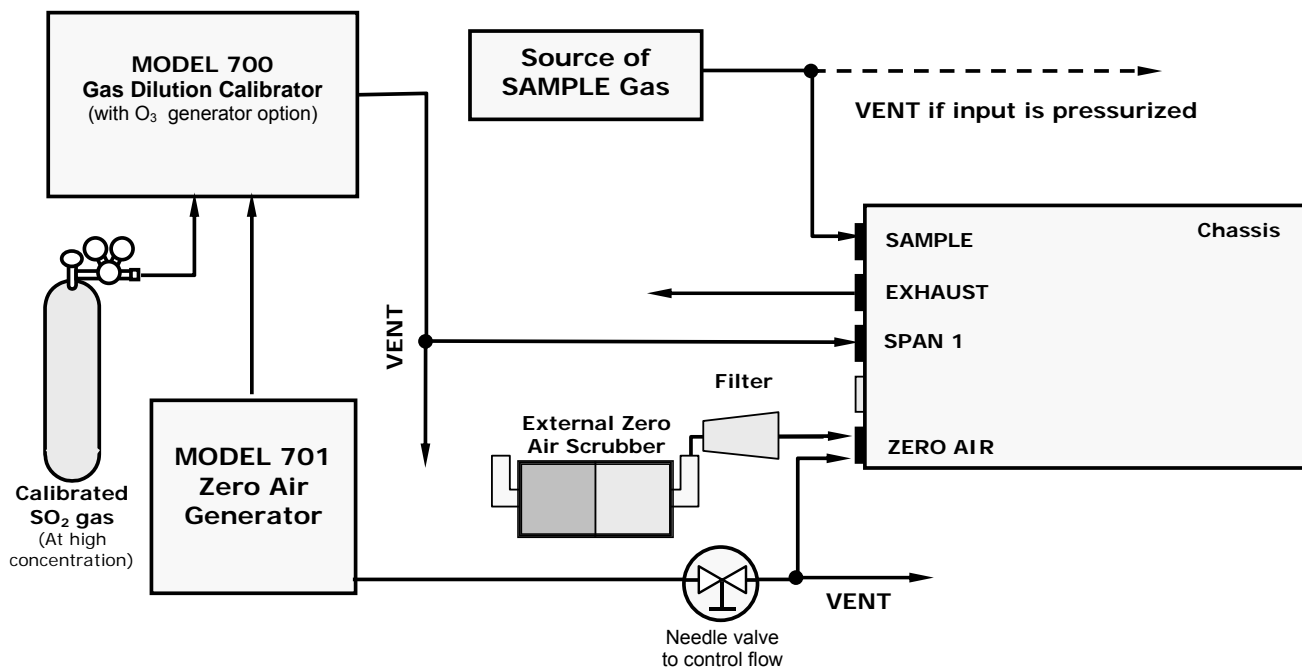 MODEL 700
Gas Dilution Calibrator
(with O₃ generator option)
Source of
SAMPLE Gas
VENT if input is pressurized
Chassis
SAMPLE
EXHAUST
SPAN 1
ZERO AIR
VENT
Filter
External Zero
Air Scrubber
MODEL 701
Zero Air
Generator
Calibrated
SO₂ gas
(At high
concentration)
VENT
Needle valve
to control flow